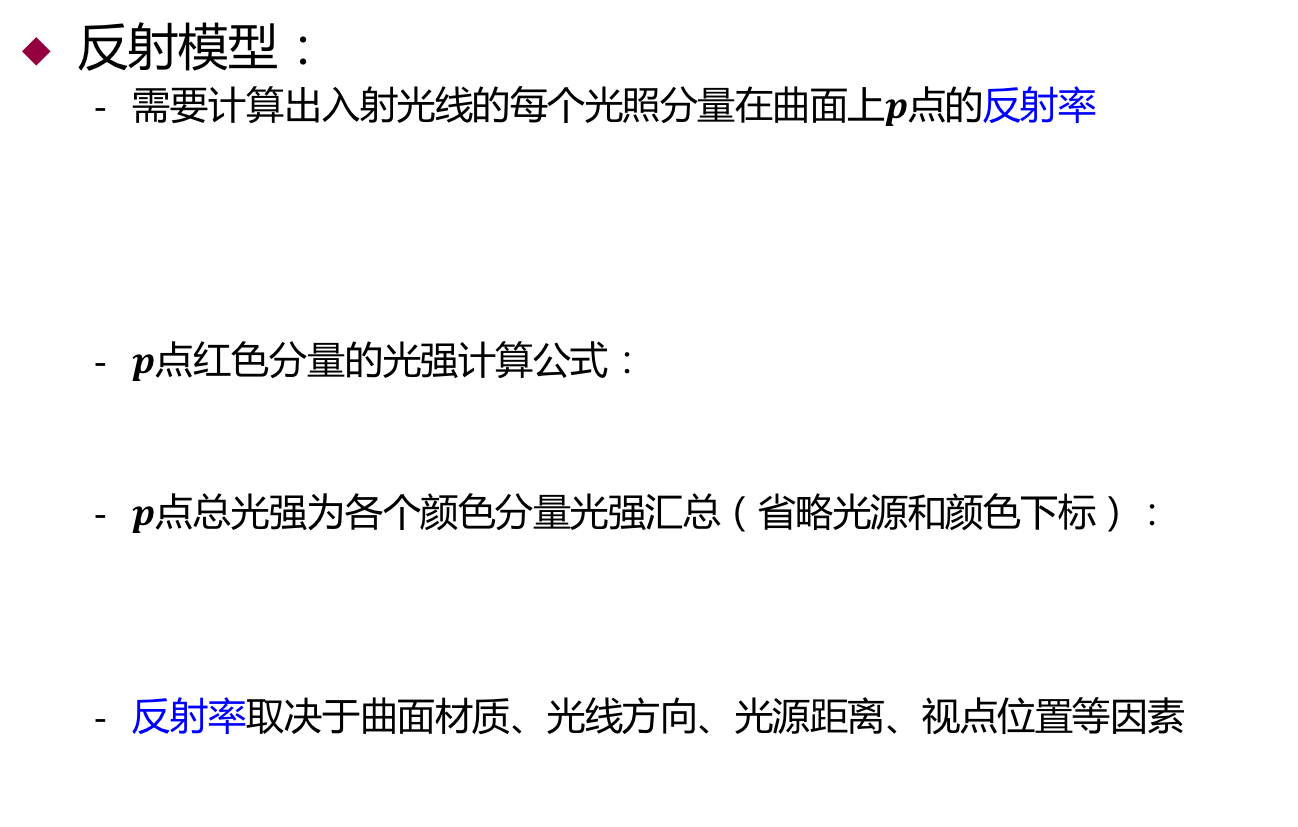 ◆ 反射模型：
- 需要计算出入射光线的每个光照分量在曲面上p点的反射率
- p点红色分量的光强计算公式：
- p点总光强为各个颜色分量光强汇总（省略光源和颜色下标）：
- 反射率取决于曲面材质、光线方向、光源距离、视点位置等因素